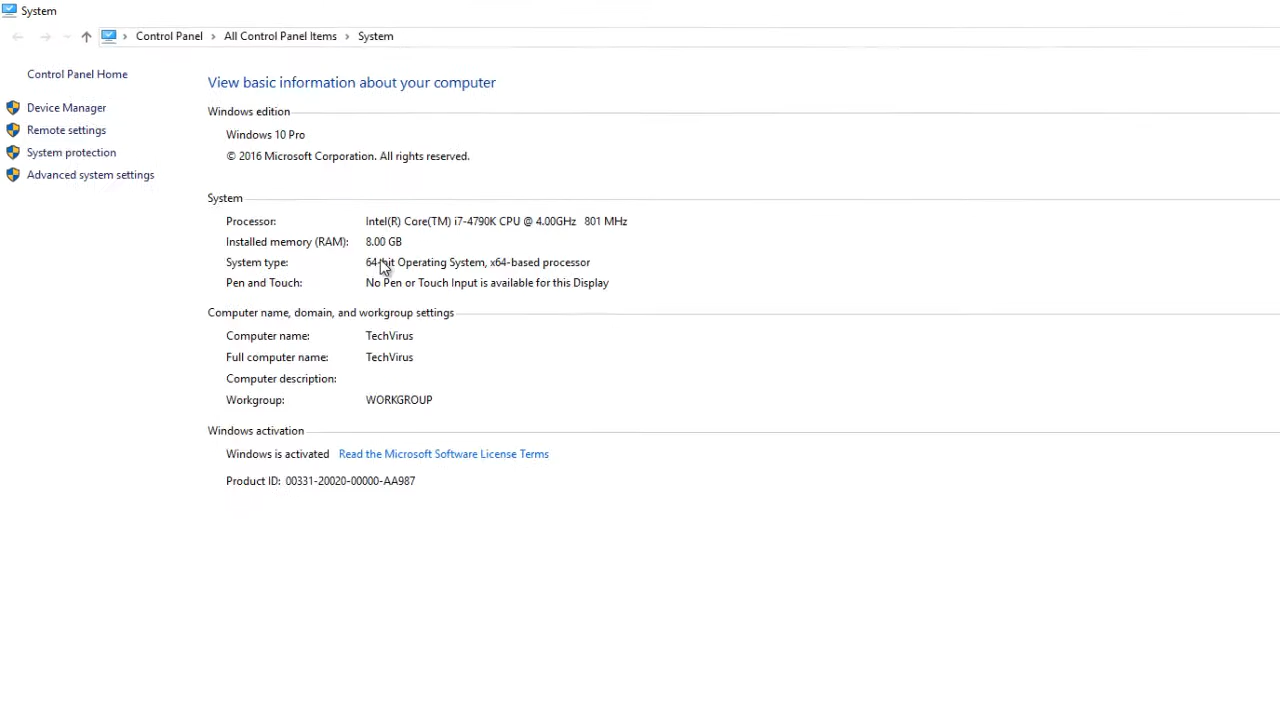 System
Control Panel > All Control Panel Items > System
Control Panel Home
Device Manager
Remote settings
System protection
Advanced system settings
View basic information about your computer
Windows edition
Windows 10 Pro
© 2016 Microsoft Corporation. All rights reserved.
System
Processor: Intel(R) Core(TM) i7-4790K CPU @ 4.00GHz 801 MHz
Installed memory (RAM): 8.00 GB
System type: 64-bit Operating System, x64-based processor
Pen and Touch: No Pen or Touch Input is available for this Display
Computer name, domain, and workgroup settings
Computer name: TechVirus
Full computer name: TechVirus
Computer description:
Workgroup: WORKGROUP
Windows activation
Windows is activated Read the Microsoft Software License Terms
Product ID: 00331-20020-00000-AA987